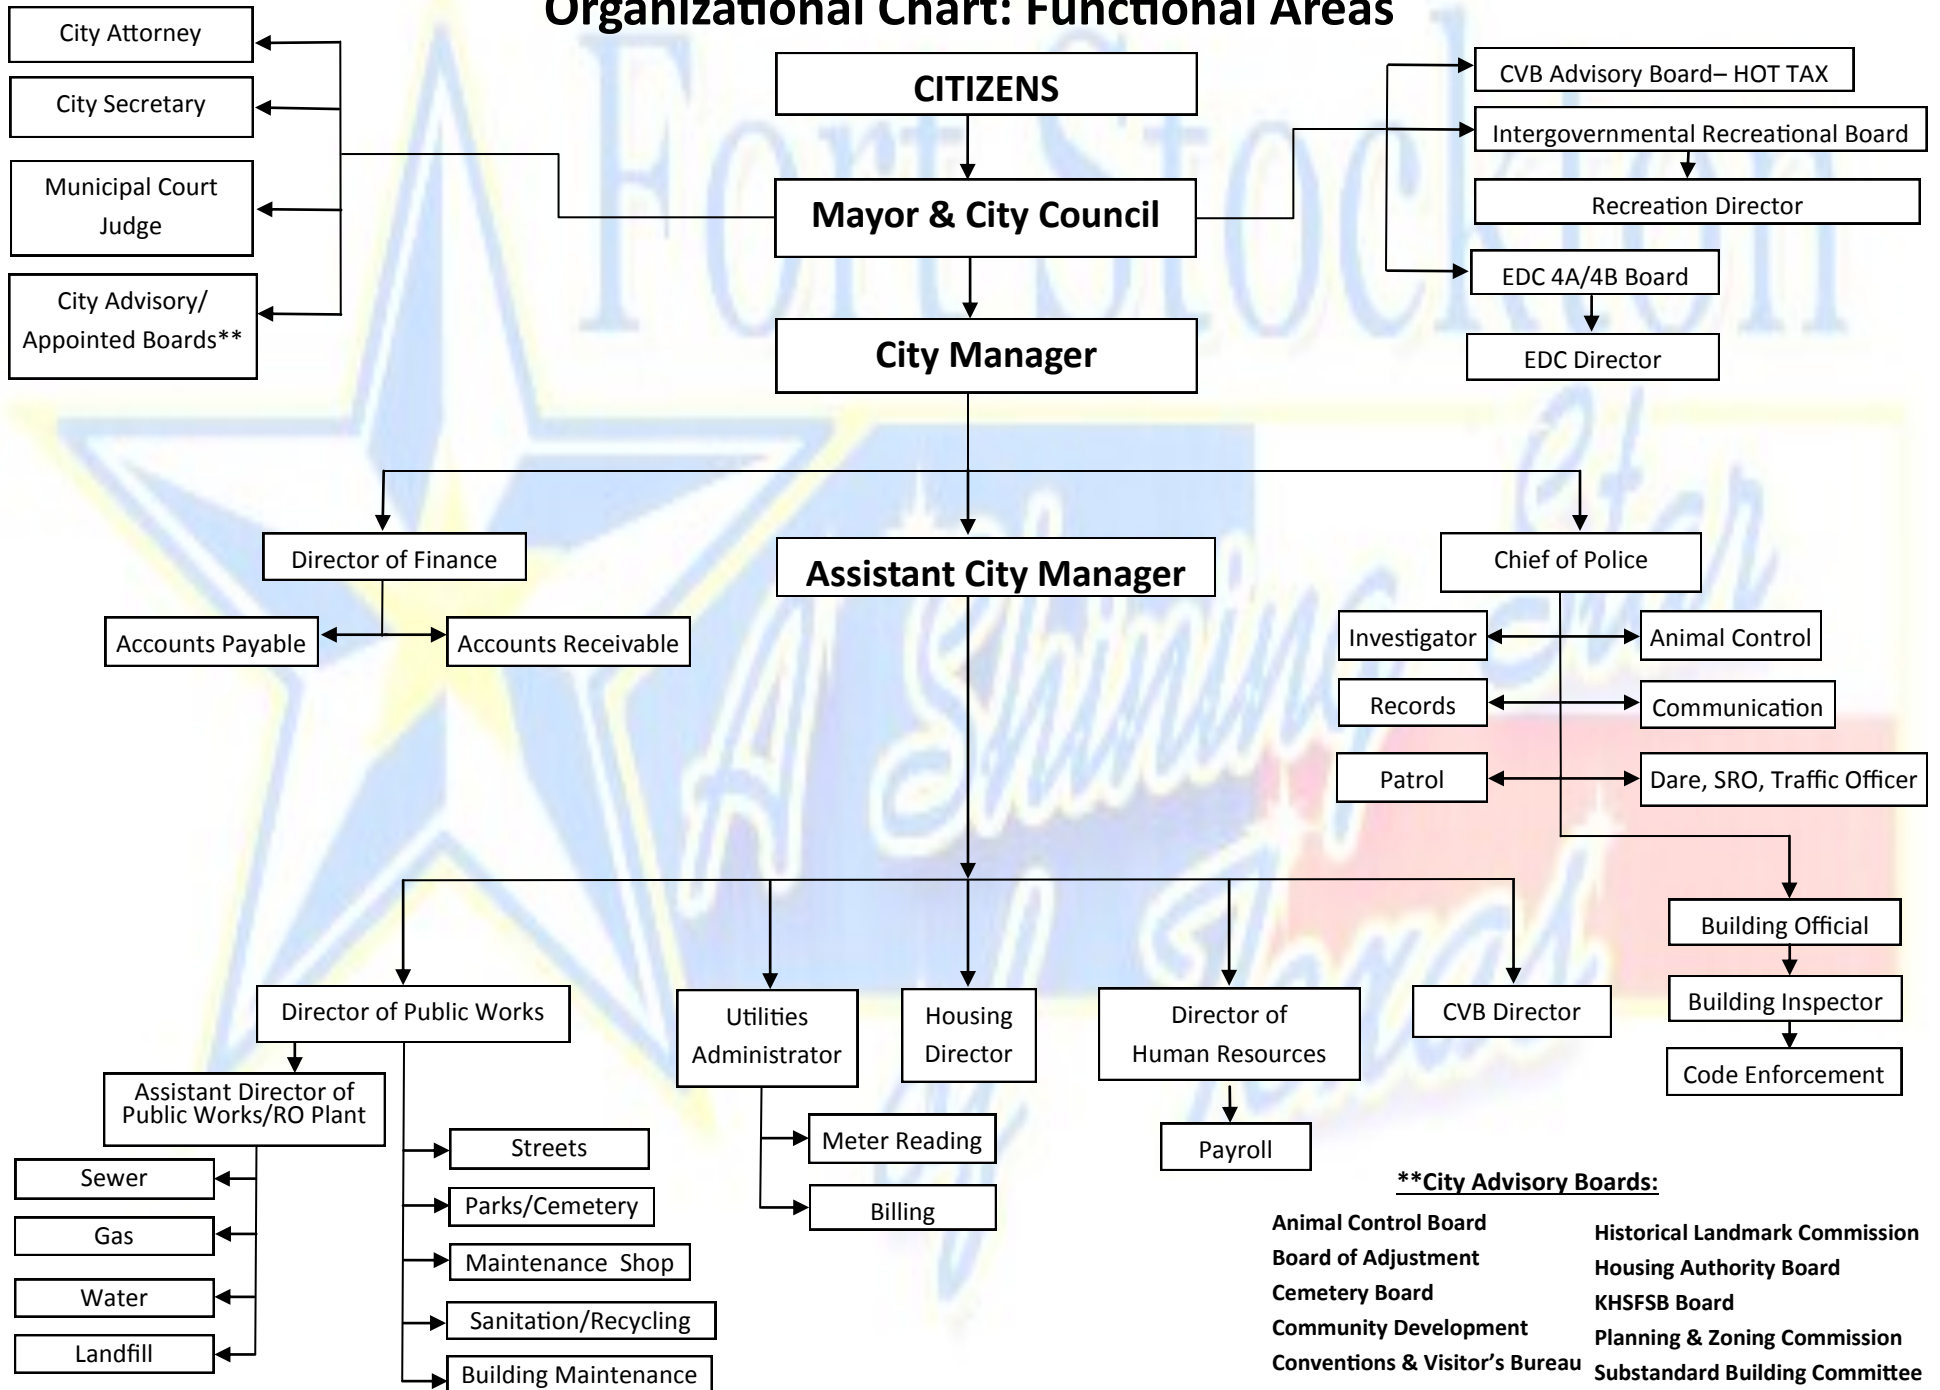 Organizational Chart: Functional Areas
City Attorney
City Secretary
Municipal Court
Judge
City Advisory/
Appointed Boards**
CITIZENS
Mayor & City Council
City Manager
CVB Advisory Board– HOT TAX
Intergovernmental Recreational Board
Recreation Director
EDC 4A/4B Board
EDC Director
Director of Finance
Accounts Payable
Accounts Receivable
Assistant City Manager
Chief of Police
Investigator
Animal Control
Records
Communication
Patrol
Dare, SRO, Traffic Officer
Building Official
Building Inspector
Code Enforcement
Director of Public Works
Assistant Director of
Public Works/RO Plant
Sewer
Gas
Water
Landfill
Streets
Parks/Cemetery
Maintenance Shop
Sanitation/Recycling
Building Maintenance
Utilities
Administrator
Meter Reading
Billing
Housing
Director
Director of
Human Resources
Payroll
CVB Director
**City Advisory Boards:
Animal Control Board
Board of Adjustment
Cemetery Board
Community Development
Conventions & Visitor's Bureau
Historical Landmark Commission
Housing Authority Board
KHSFSB Board
Planning & Zoning Commission
Substandard Building Committee
Fort Stockton
A Shining Star
of Texas